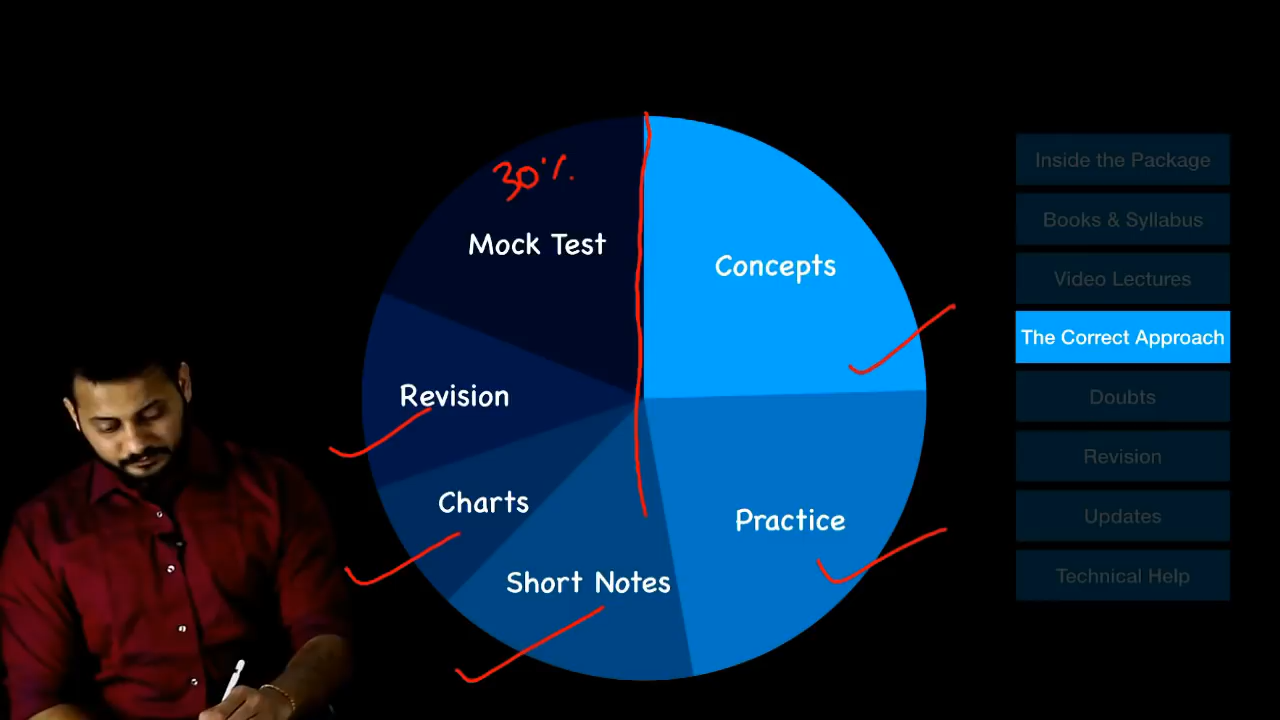 30%
Mock Test
Concepts
Revision
Charts
Practice
Short Notes
Inside the Package
Books & Syllabus
Video Lectures
The Correct Approach
Doubts
Revision
Updates
Technical Help